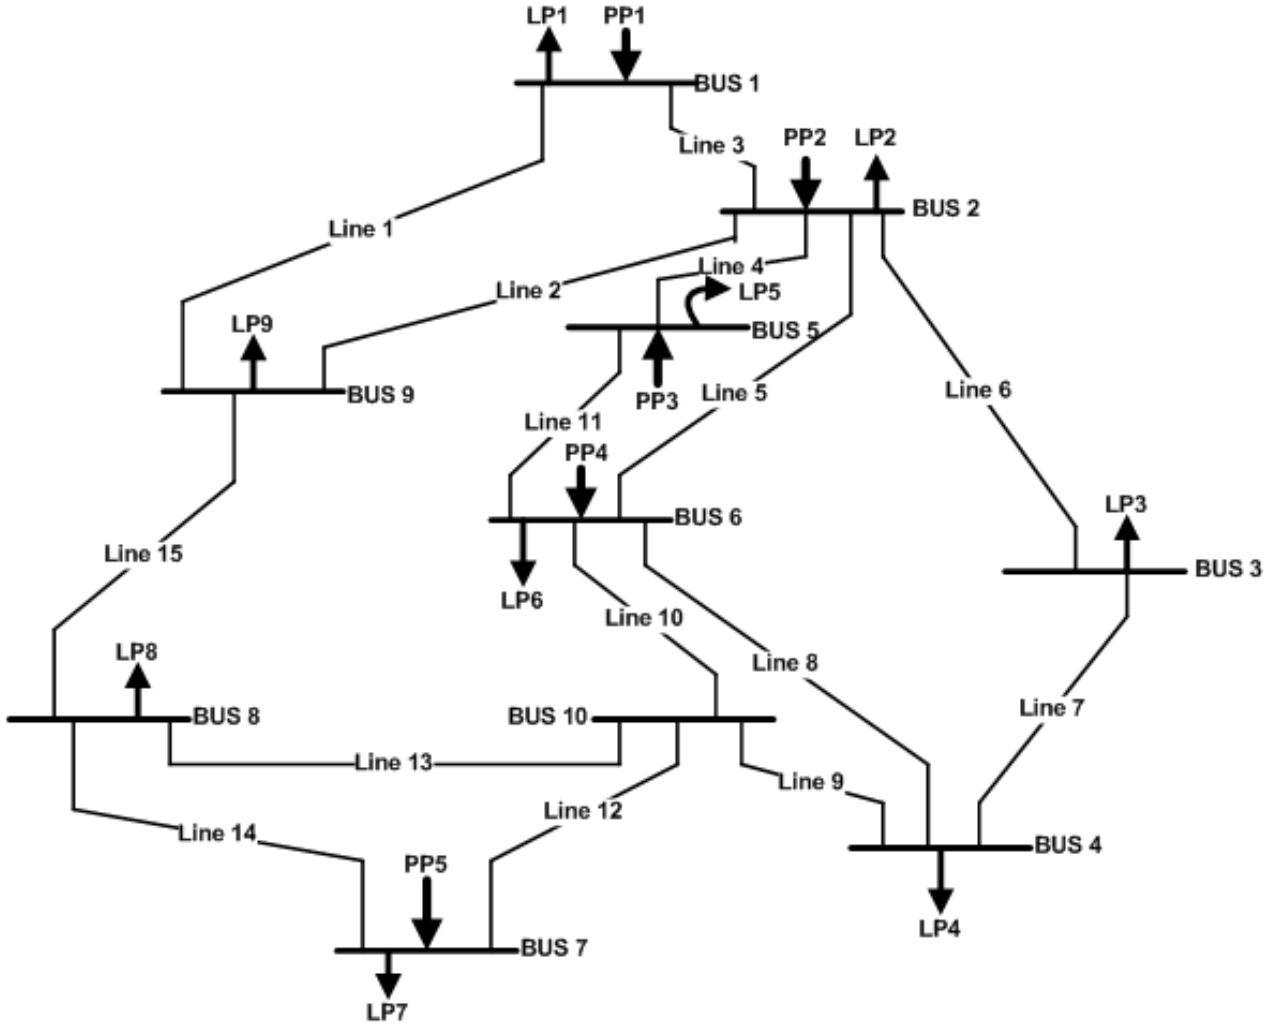 LP1 PP1
BUS 1
Line 3
PP2 LP2
BUS 2
Line 1
Line 4
Line 2
LP5
LP9
BUS 5
BUS 9
Line 5
Line 6
PP3
Line 11
PP4
LP3
BUS 6
Line 15
BUS 3
LP6
Line 10
LP8
Line 8
BUS 8
BUS 10
Line 7
Line 13
Line 9
Line 12
Line 14
BUS 4
PP5
LP4
BUS 7
LP7